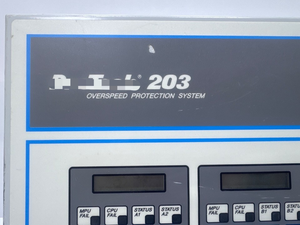 203
OVERSPEED PROTECTION SYSTEM
MPU FAIL
CPU FAIL
STATUS A1
STATUS A2
MPU FAIL
CPU FAIL
STATUS B1
STATUS B2